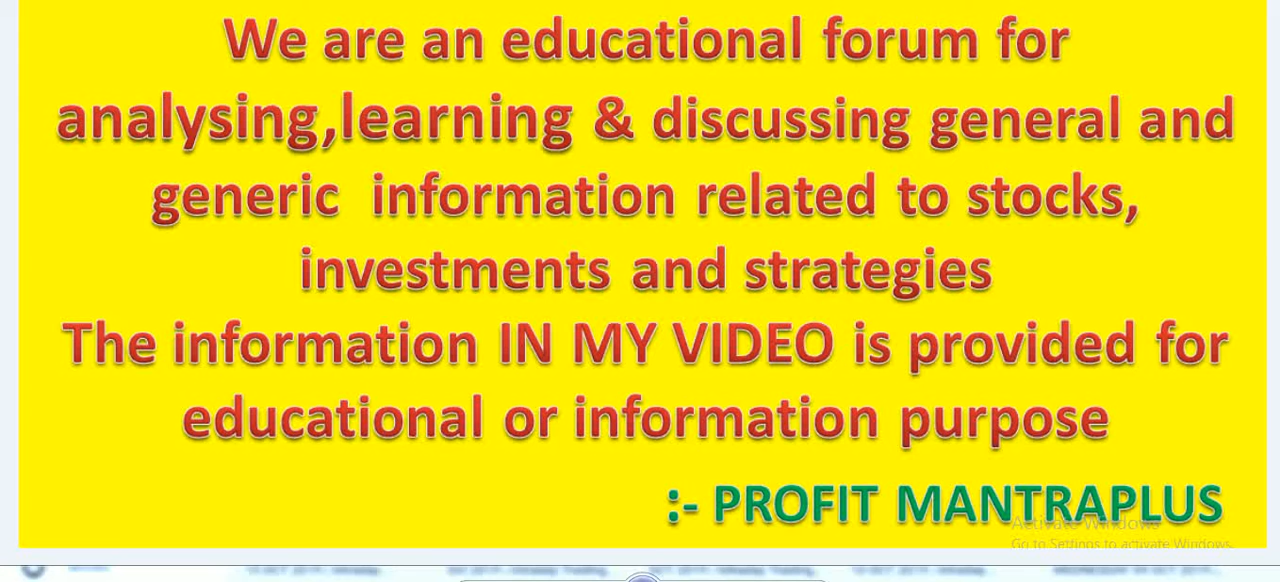 We are an educational forum for
analysing,learning & discussing general and
generic information related to stocks,
investments and strategies
The information IN MY VIDEO is provided for
educational or information purpose
:- PROFIT MANTRAPLUS
Activate Windows
Go to Settings to activate Windows.